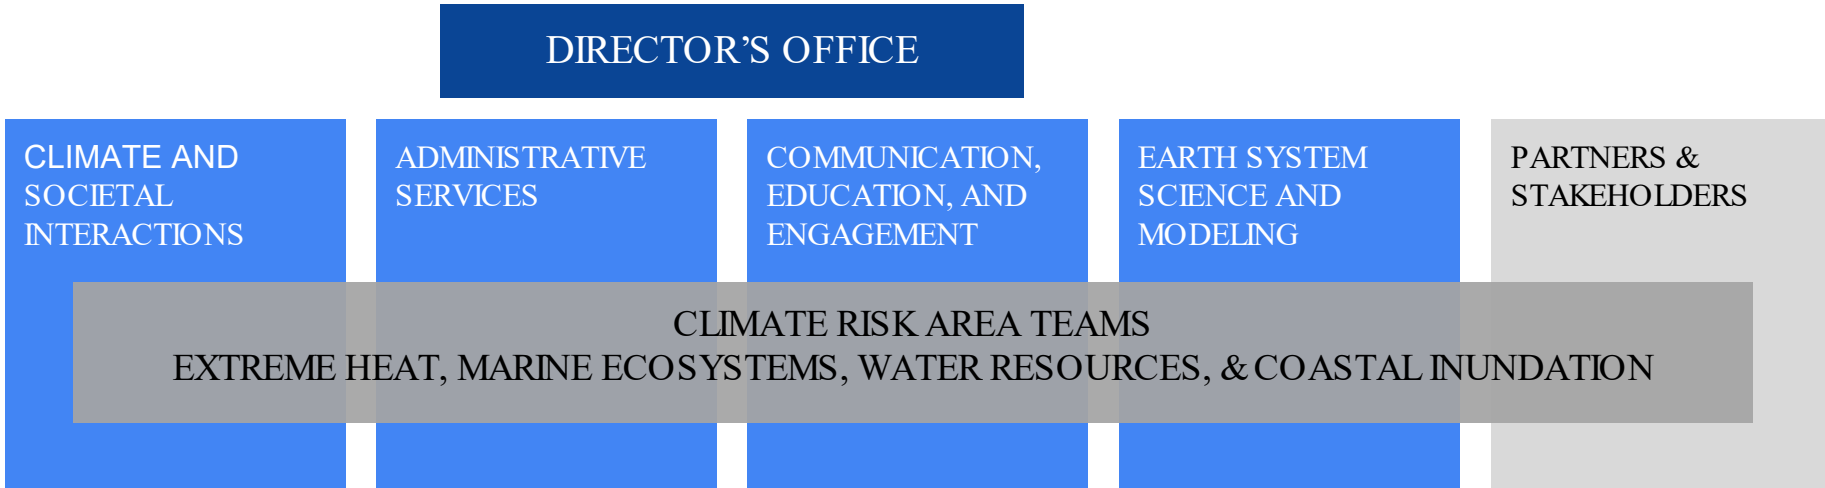 DIRECTOR’S OFFICE
CLIMATE AND
SOCIETAL
INTERACTIONS
ADMINISTRATIVE
SERVICES
COMMUNICATION,
EDUCATION, AND
ENGAGEMENT
EARTH SYSTEM
SCIENCE AND
MODELING
PARTNERS &
STAKEHOLDERS
CLIMATE RISK AREA TEAMS
EXTREME HEAT, MARINE ECOSYSTEMS, WATER RESOURCES, & COASTAL INUNDATION